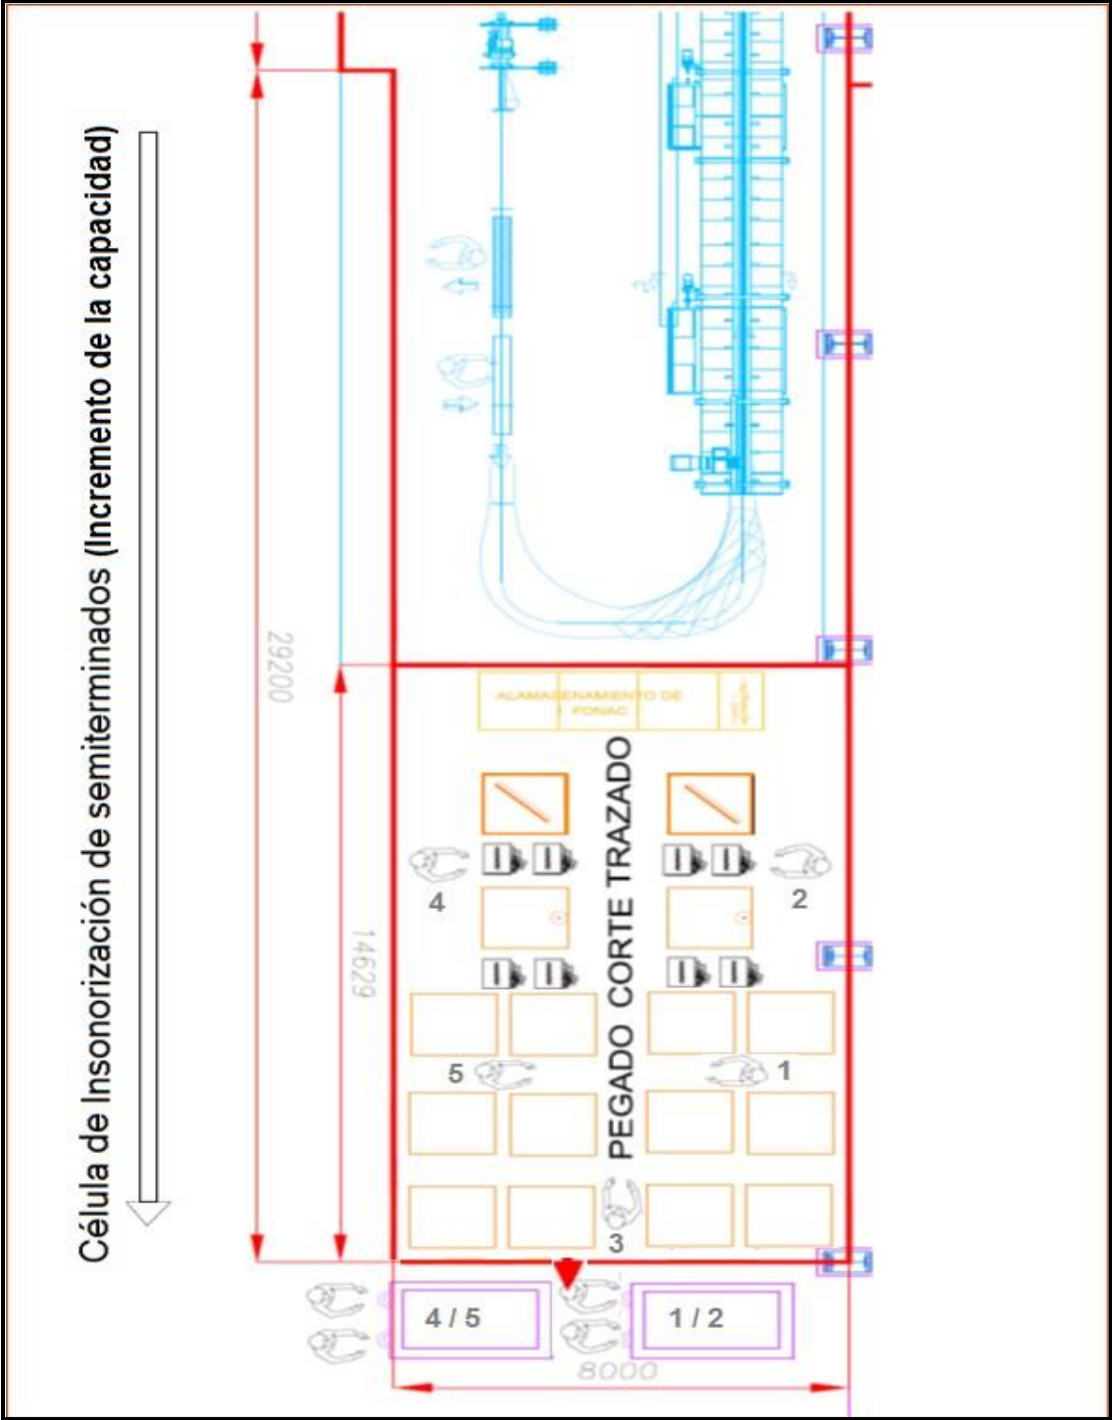 Célula de Insonorización de semiterminados (Incremento de la capacidad)
29200
14629
ALAMACENAMIENTO DE
FONAC
PEGADO CORTE TRAZADO
4
2
5
1
3
4 / 5
1 / 2
8000